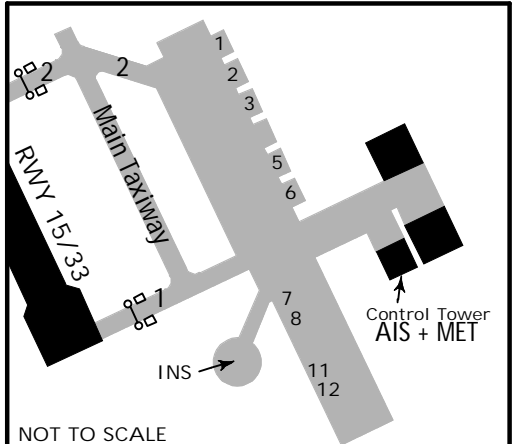 1
2
2
2
3
Main Taxiway
5
RWY 15/33
6
1
7
8
Control Tower
AIS + MET
INS
11
12
NOT TO SCALE